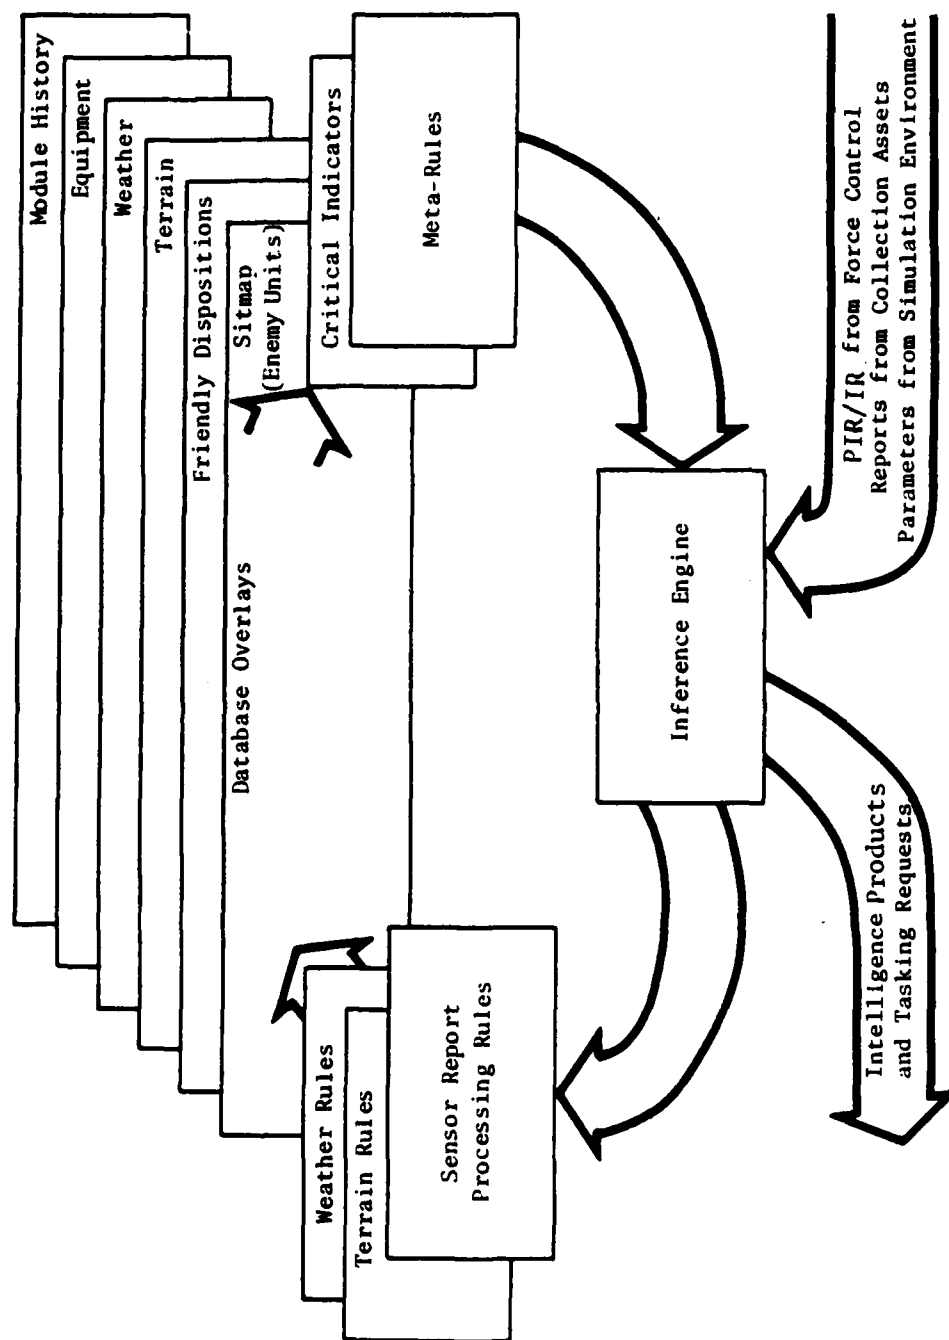 Module History
Equipment
Weather
Terrain
Friendly Dispositions
Sitmap
(Enemy Units)
Database Overlays
Critical Indicators
Meta-Rules
Weather Rules
Terrain Rules
Sensor Report
Processing Rules
Inference Engine
PIR/IR from Force Control
Reports from Collection Assets
Parameters from Simulation Environment
Intelligence Products
and Tasking Requests